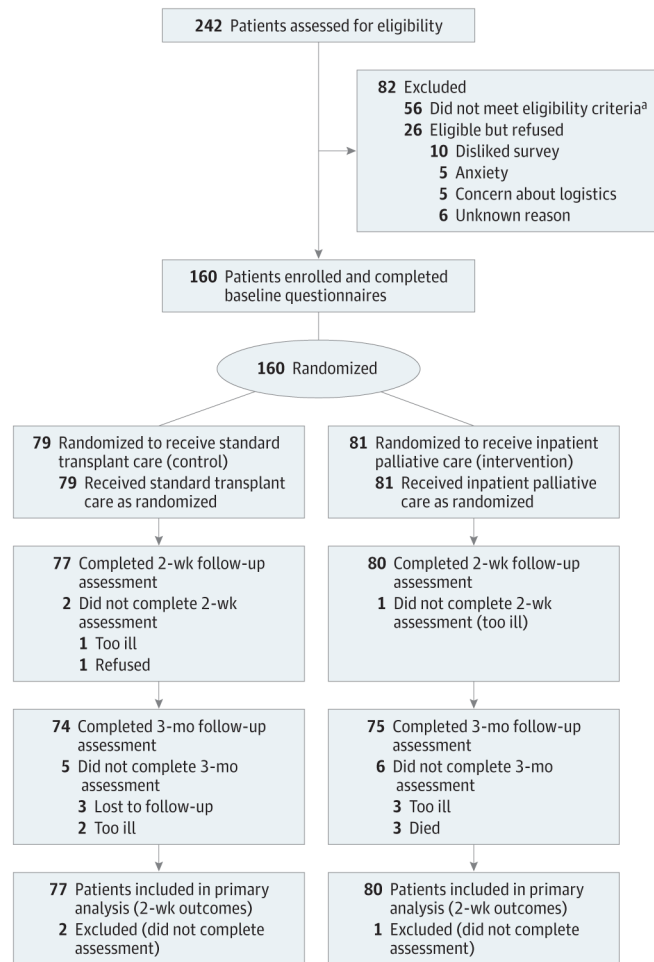 242 Patients assessed for eligibility
82 Excluded
56 Did not meet eligibility criteriaᵃ
26 Eligible but refused
10 Disliked survey
5 Anxiety
5 Concern about logistics
6 Unknown reason
160 Patients enrolled and completed
baseline questionnaires
160 Randomized
79 Randomized to receive standard
transplant care (control)
79 Received standard transplant
care as randomized
81 Randomized to receive inpatient
palliative care (intervention)
81 Received inpatient palliative
care as randomized
77 Completed 2-wk follow-up
assessment
2 Did not complete 2-wk
assessment
1 Too ill
1 Refused
80 Completed 2-wk follow-up
assessment
1 Did not complete 2-wk
assessment (too ill)
74 Completed 3-mo follow-up
assessment
5 Did not complete 3-mo
assessment
3 Lost to follow-up
2 Too ill
75 Completed 3-mo follow-up
assessment
6 Did not complete 3-mo
assessment
3 Too ill
3 Died
77 Patients included in primary
analysis (2-wk outcomes)
2 Excluded (did not complete
assessment)
80 Patients included in primary
analysis (2-wk outcomes)
1 Excluded (did not complete
assessment)